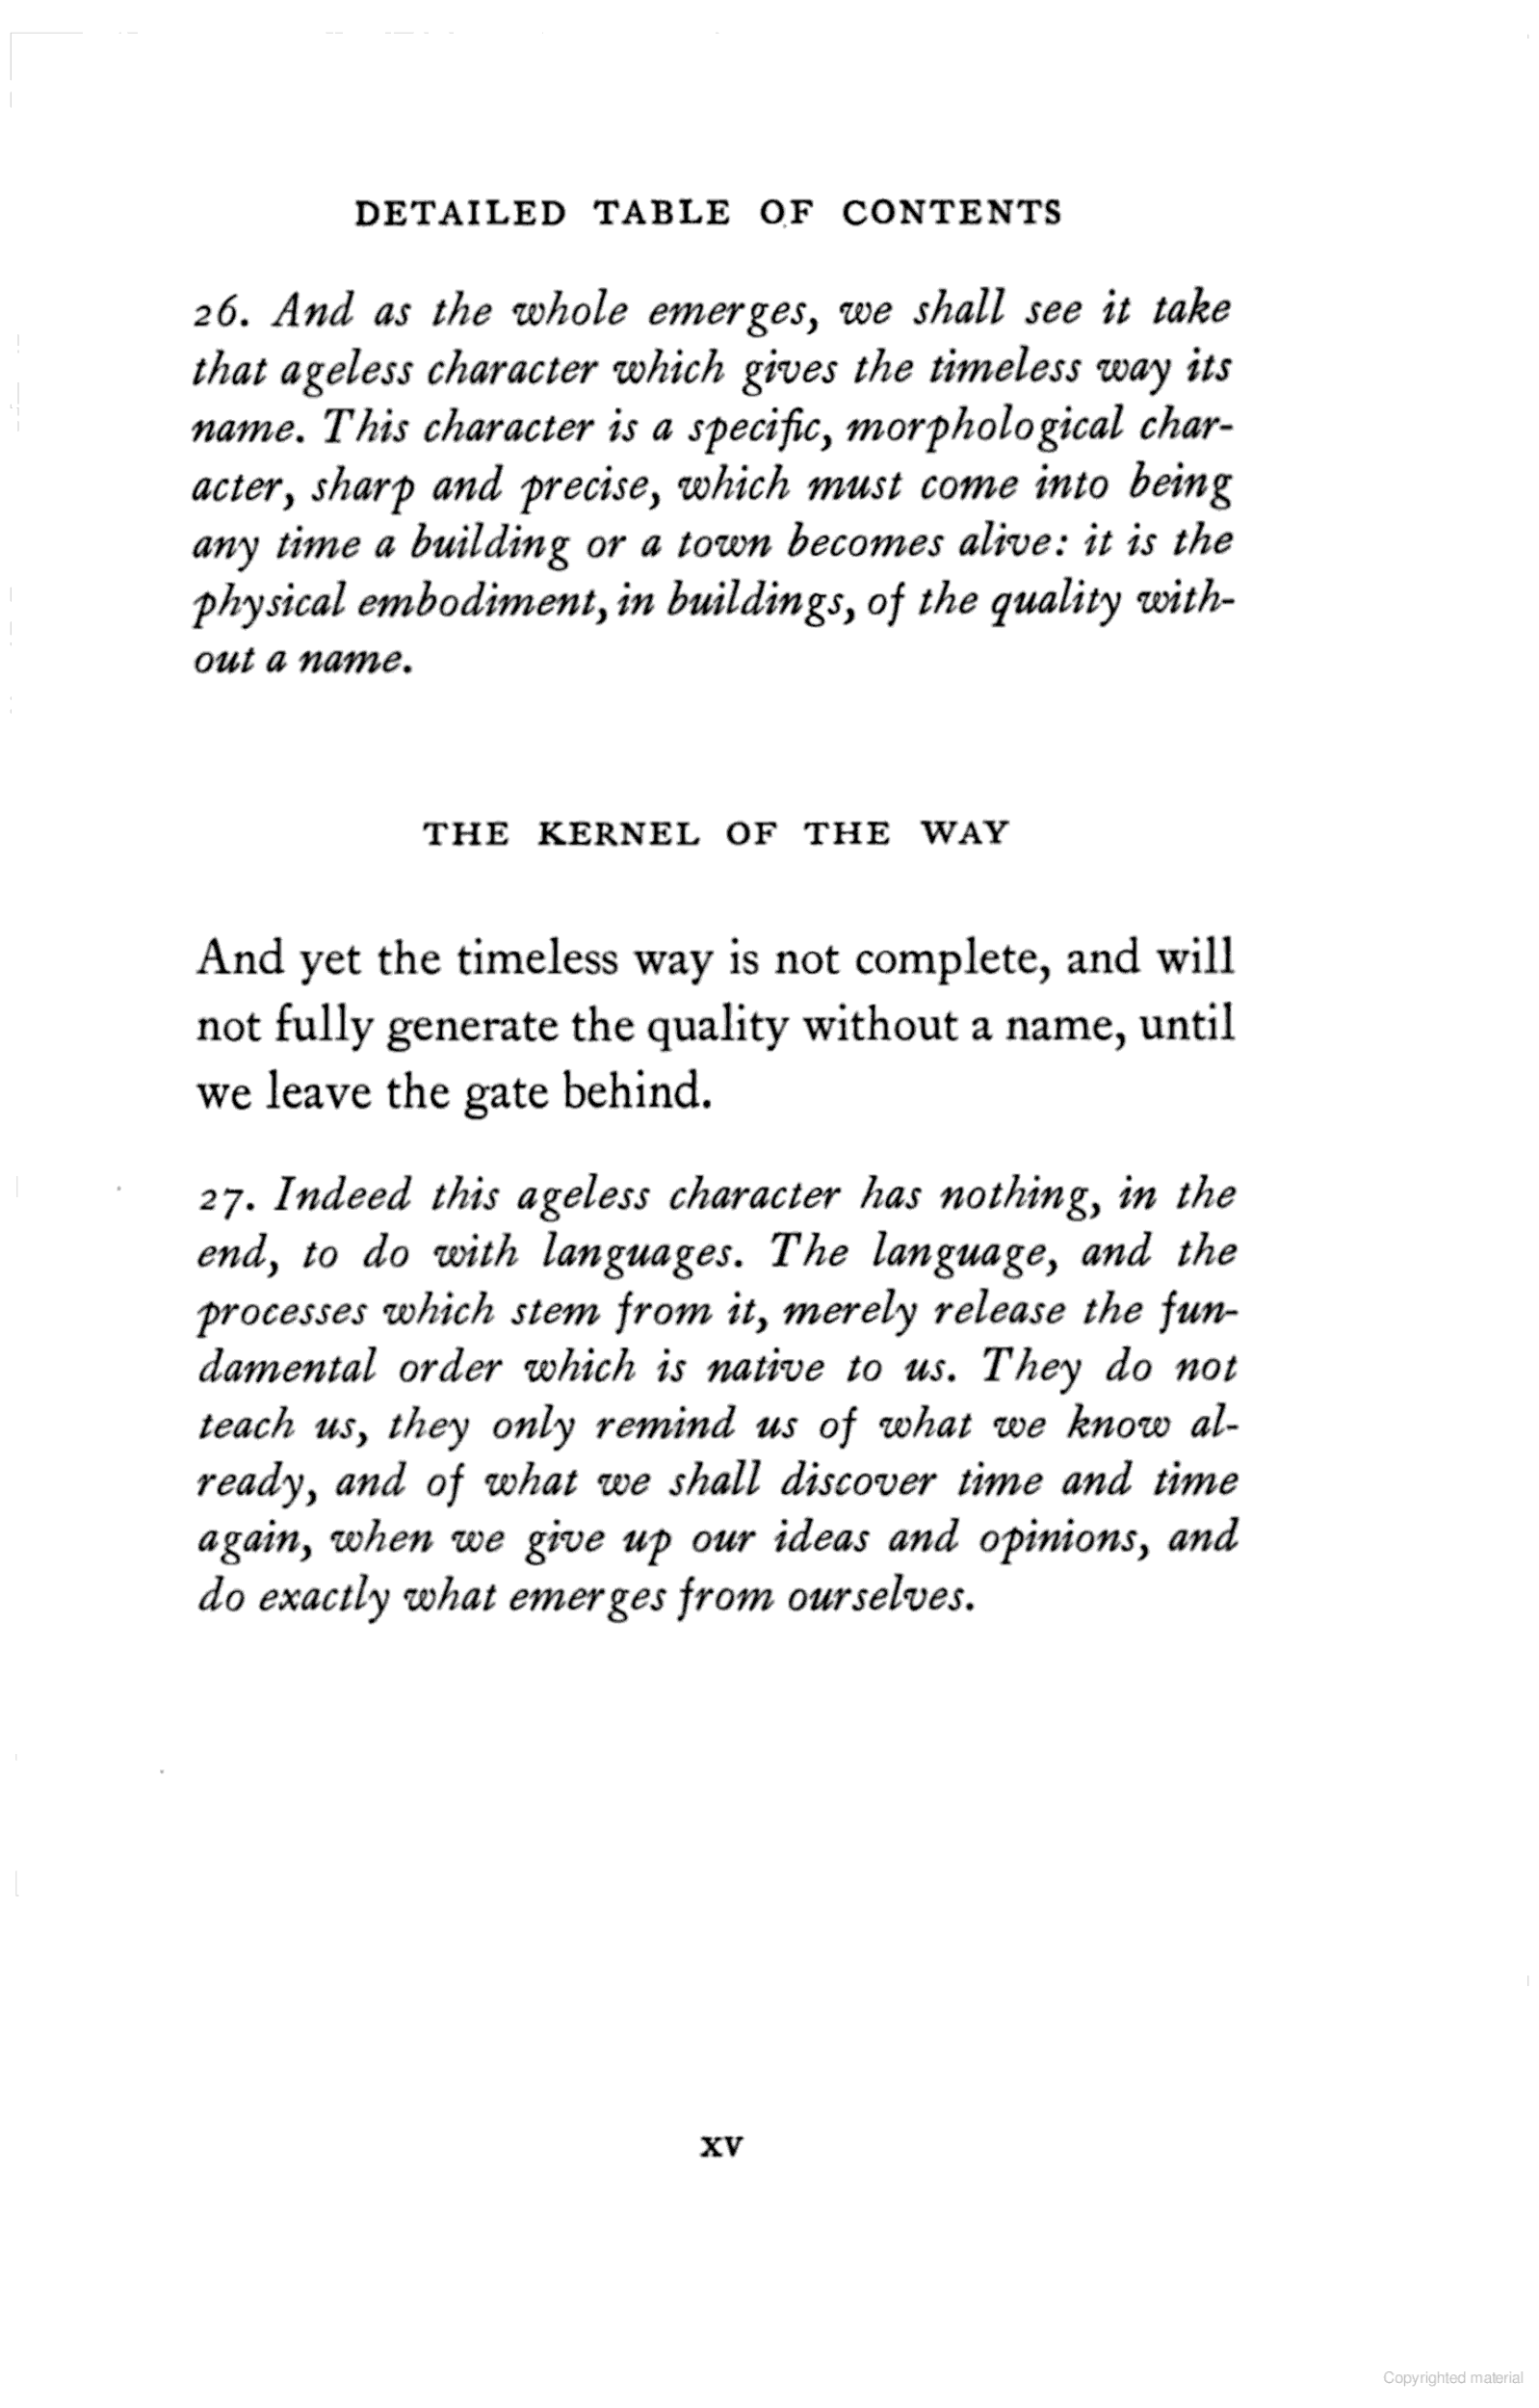 DETAILED TABLE OF CONTENTS
26. And as the whole emerges, we shall see it take
that ageless character which gives the timeless way its
name. This character is a specific, morphological char-
acter, sharp and precise, which must come into being
any time a building or a town becomes alive: it is the
physical embodiment, in buildings, of the quality with-
out a name.
THE KERNEL OF THE WAY
And yet the timeless way is not complete, and will
not fully generate the quality without a name, until
we leave the gate behind.
27. Indeed this ageless character has nothing, in the
end, to do with languages. The language, and the
processes which stem from it, merely release the fun-
damental order which is native to us. They do not
teach us, they only remind us of what we know al-
ready, and of what we shall discover time and time
again, when we give up our ideas and opinions, and
do exactly what emerges from ourselves.
xv
Copyrighted material